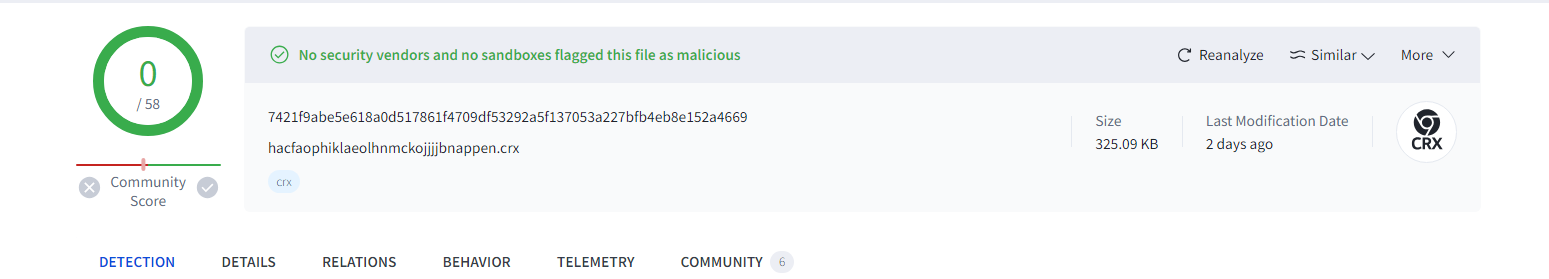 0
/ 58
Community
Score
No security vendors and no sandboxes flagged this file as malicious
Reanalyze
Similar
More
7421f9abe5e618a0d517861f4709df53292a5f137053a227bfb4eb8e152a4669
hacfaophiklaeolhnmckojjjjbnappen.crx
crx
Size
325.09 KB
Last Modification Date
2 days ago
CRX
DETECTION DETAILS RELATIONS BEHAVIOR TELEMETRY COMMUNITY 6